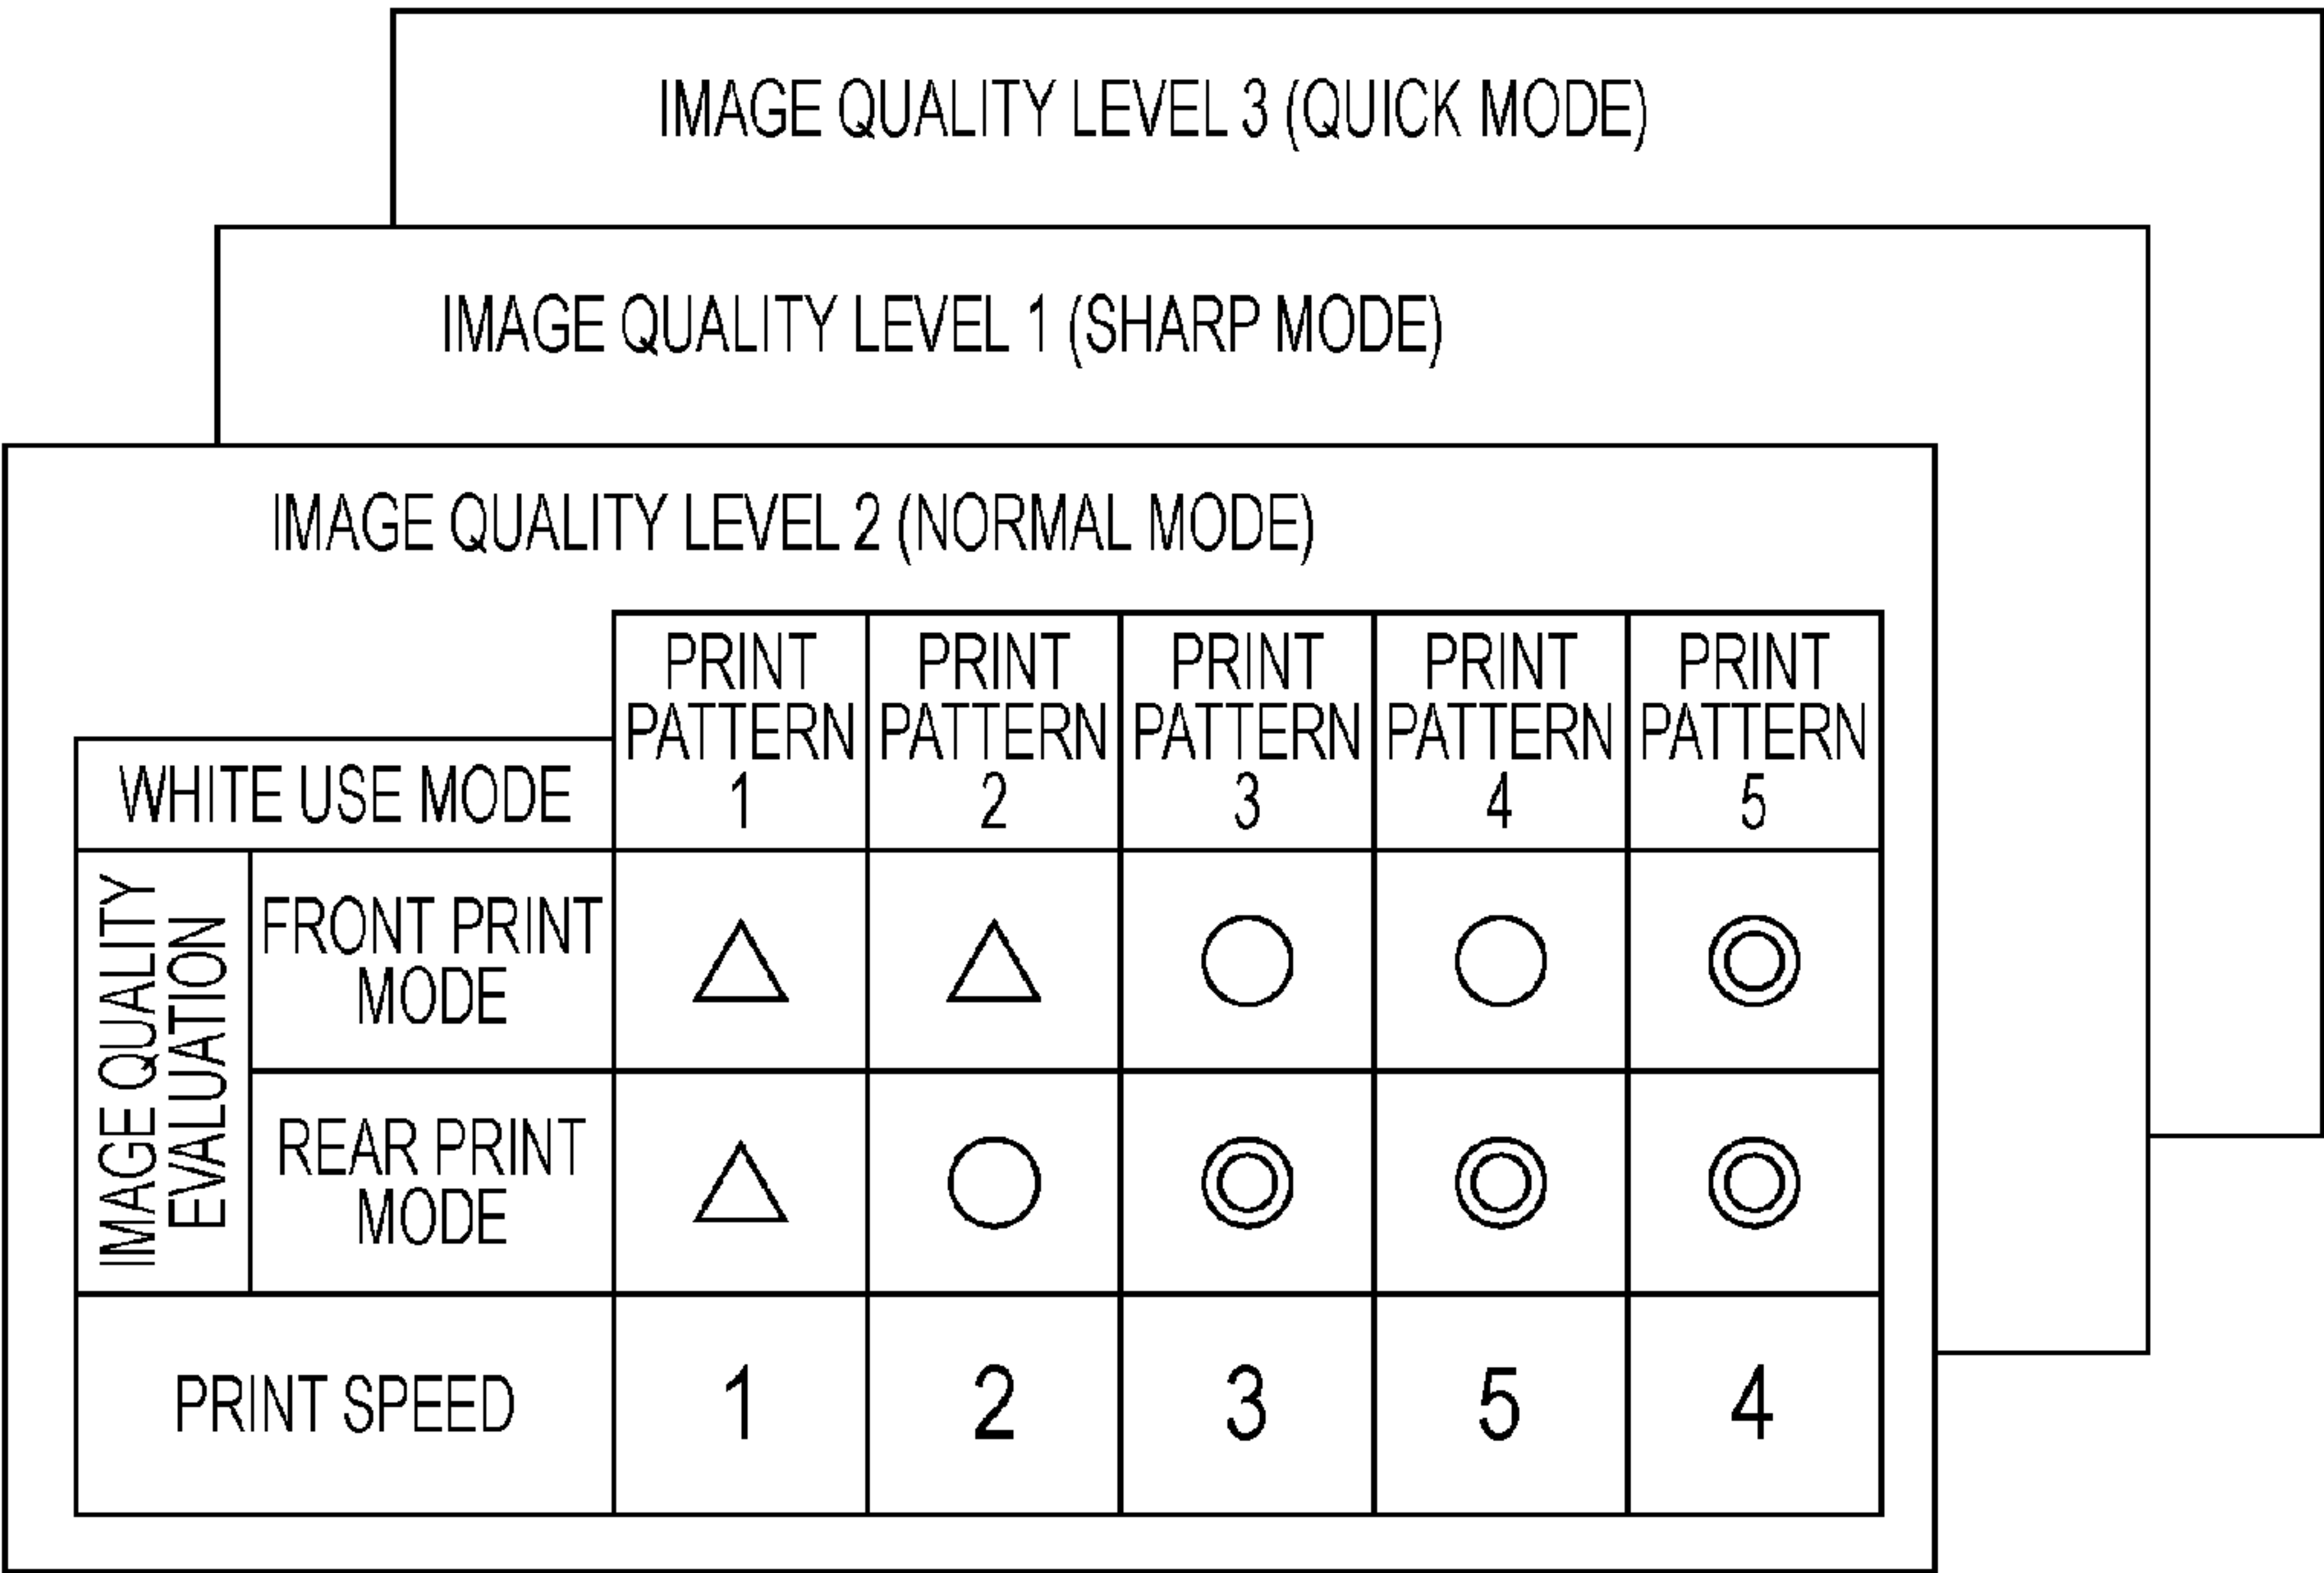 IMAGE QUALITY LEVEL 3 (QUICK MODE)
IMAGE QUALITY LEVEL 1 (SHARP MODE)
IMAGE QUALITY LEVEL 2 (NORMAL MODE)
PRINT PATTERN 1
PRINT PATTERN 2
PRINT PATTERN 3
PRINT PATTERN 4
PRINT PATTERN 5
WHITE USE MODE
IMAGE QUALITY
EVALUATION
FRONT PRINT
MODE
△ △ ○ ○ ◎
REAR PRINT
MODE
△ ○ ◎ ◎ ◎
PRINT SPEED 1 2 3 5 4